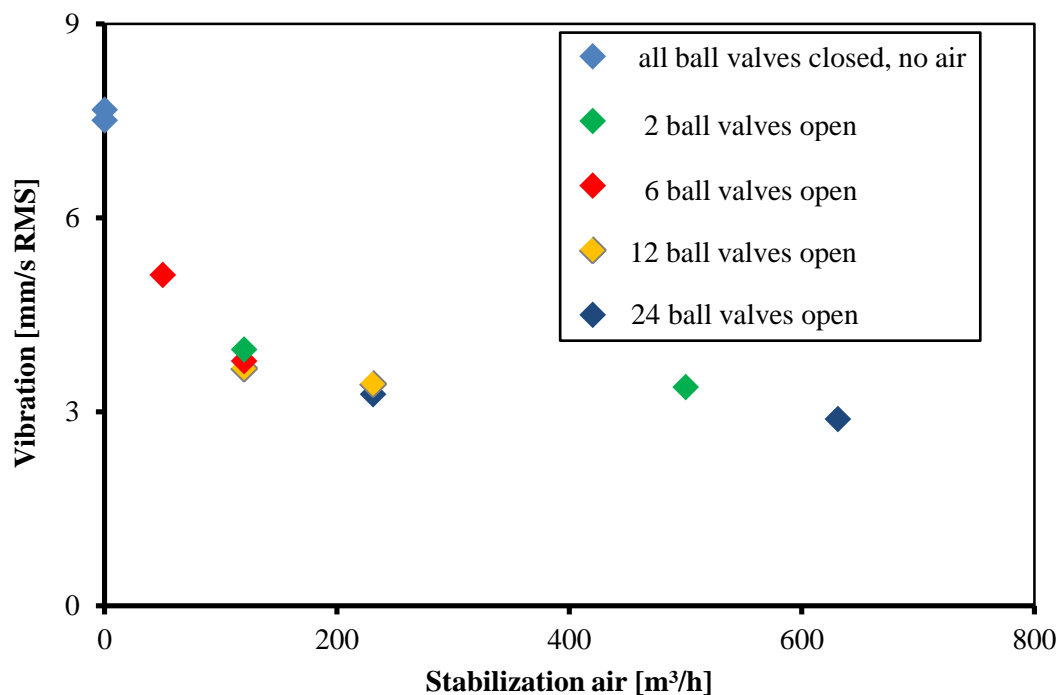 9
6
3
0
0
200
400
600
800
Vibration [mm/s RMS]
Stabilization air [m³/h]
all ball valves closed, no air
2 ball valves open
6 ball valves open
12 ball valves open
24 ball valves open